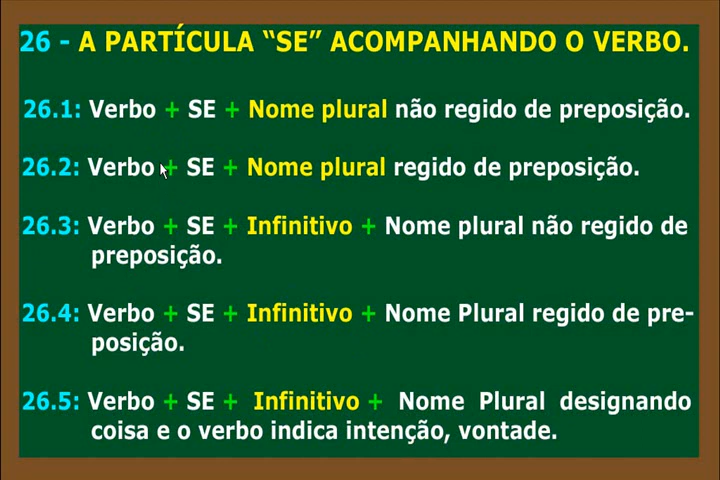 26 - A PARTÍCULA “SE” ACOMPANHANDO O VERBO.
26.1: Verbo + SE + Nome plural não regido de preposição.
26.2: Verbo + SE + Nome plural regido de preposição.
26.3: Verbo + SE + Infinitivo + Nome plural não regido de
preposição.
26.4: Verbo + SE + Infinitivo + Nome Plural regido de pre-
posição.
26.5: Verbo + SE + Infinitivo + Nome Plural designando
coisa e o verbo indica intenção, vontade.